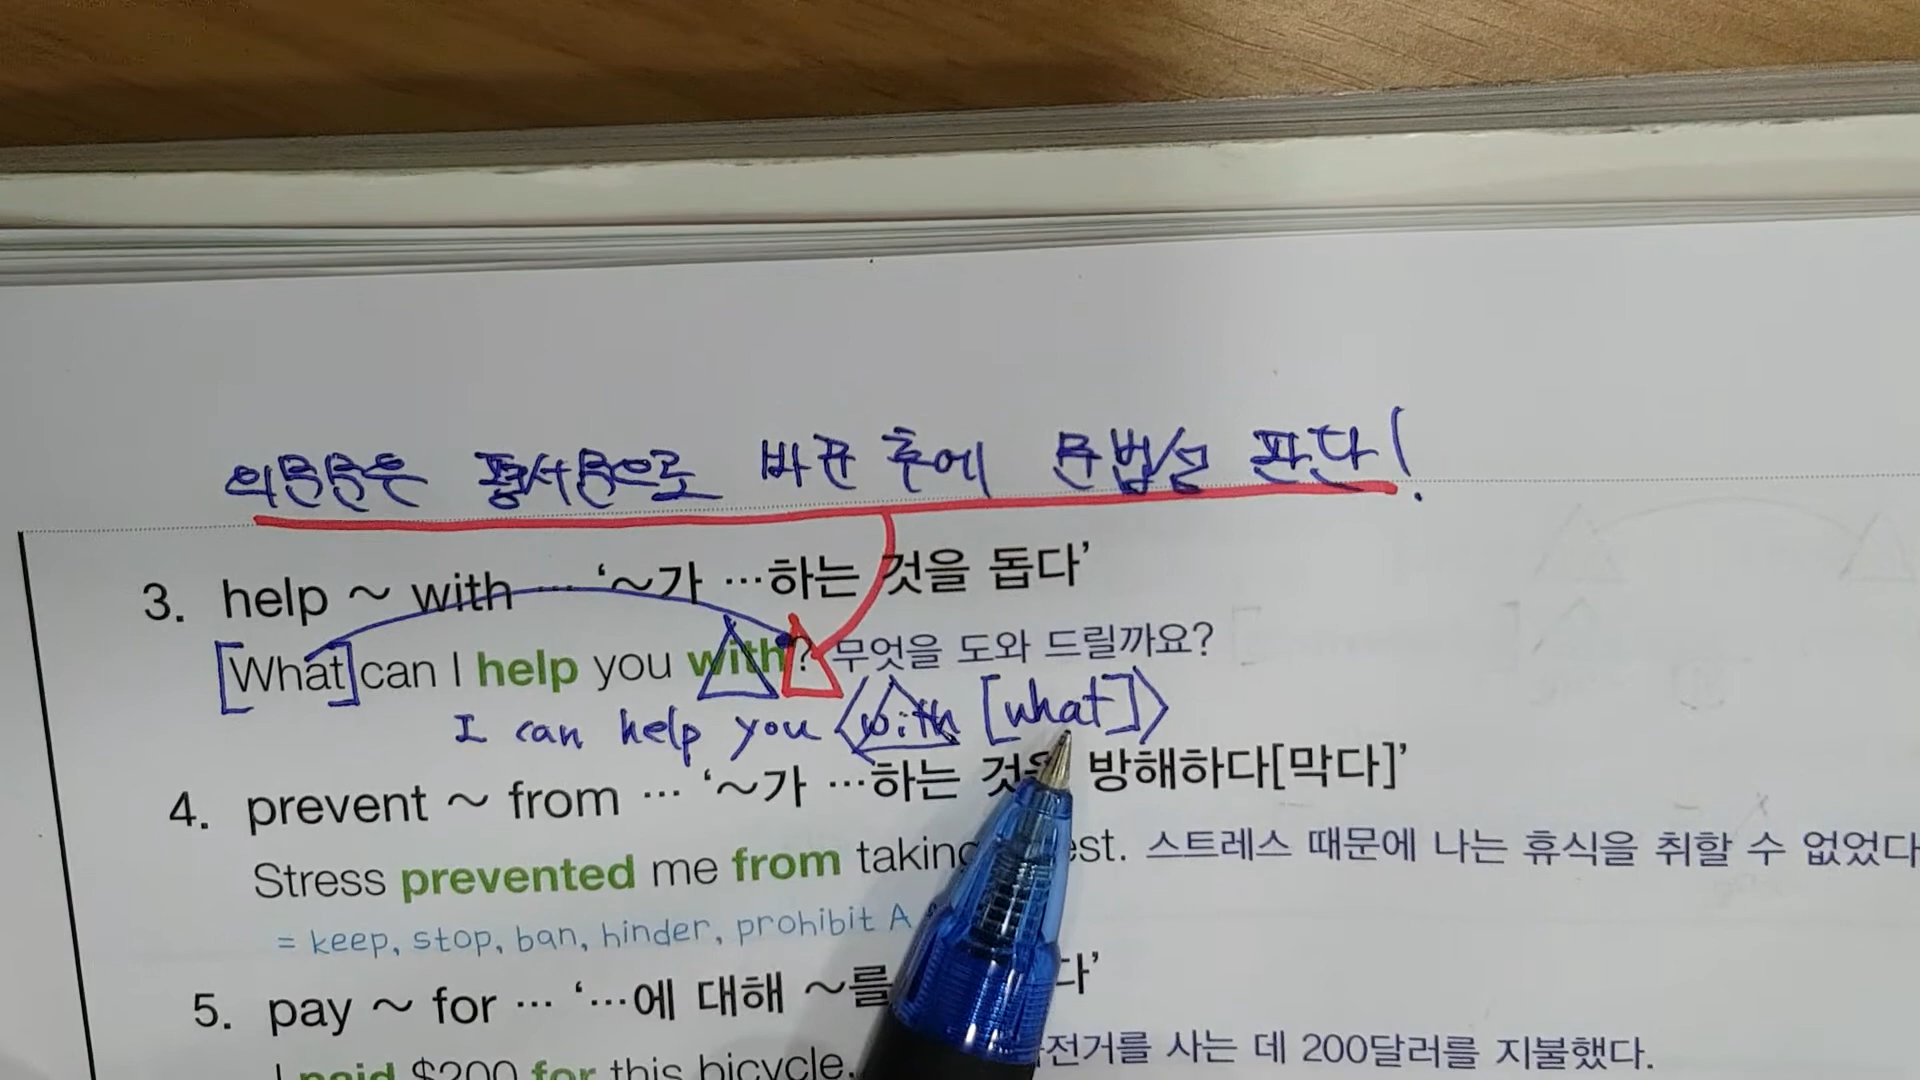 의문문은 평서문으로 바꾼 후에 문법성 판단!
3. help ~ with … ‘~가 …하는 것을 돕다’
[What] can I help you with? 무엇을 도와 드릴까요?
I can help you <with [what]>
4. prevent ~ from … ‘~가 …하는 것을 방해하다[막다]’
Stress prevented me from taking 스트레스 때문에 나는 휴식을 취할 수 없었다
= keep, stop, ban, hinder, prohibit A
5. pay ~ for … ‘…에 대해 ~를 다’
I paid $200 for this bicycle. 전거를 사는 데 200달러를 지불했다.